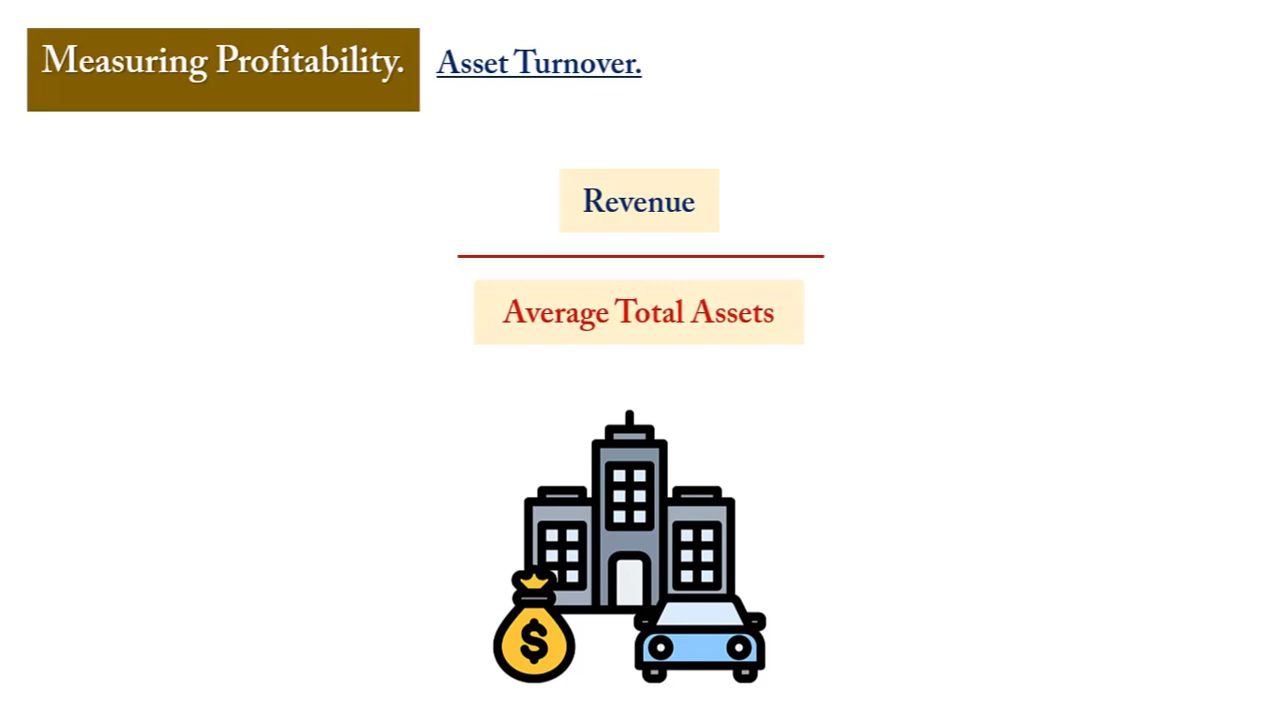 Measuring Profitability. Asset Turnover.
Revenue
Average Total Assets
$